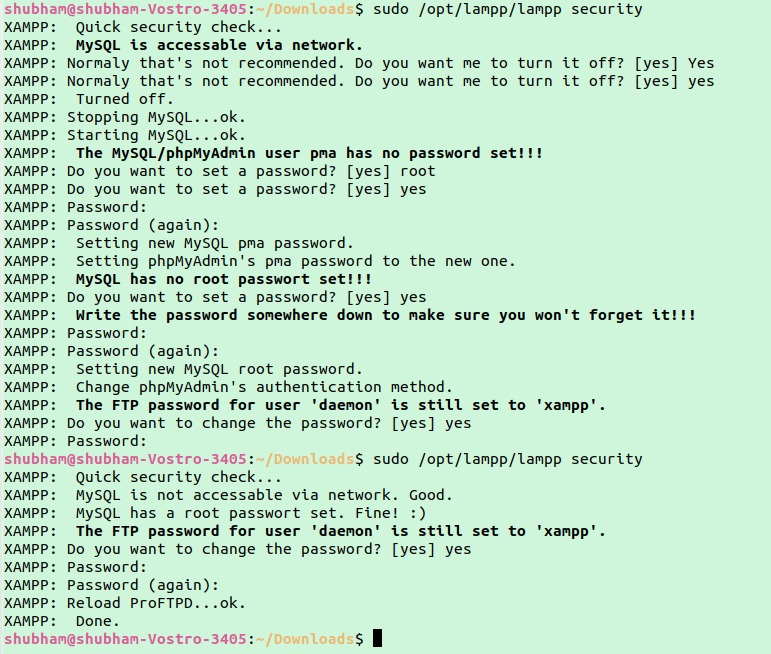 shubham@shubham-Vostro-3405:~/Downloads$ sudo /opt/lampp/lampp security
XAMPP:  Quick security check...
XAMPP:  MySQL is accessable via network.
XAMPP: Normaly that's not recommended. Do you want me to turn it off? [yes] Yes
XAMPP: Normaly that's not recommended. Do you want me to turn it off? [yes] yes
XAMPP:  Turned off.
XAMPP: Stopping MySQL...ok.
XAMPP: Starting MySQL...ok.
XAMPP:  The MySQL/phpMyAdmin user pma has no password set!!!
XAMPP: Do you want to set a password? [yes] root
XAMPP: Do you want to set a password? [yes] yes
XAMPP: Password:
XAMPP: Password (again):
XAMPP:  Setting new MySQL pma password.
XAMPP:  Setting phpMyAdmin's pma password to the new one.
XAMPP:  MySQL has no root passwort set!!!
XAMPP: Do you want to set a password? [yes] yes
XAMPP:  Write the password somewhere down to make sure you won't forget it!!!
XAMPP: Password:
XAMPP: Password (again):
XAMPP:  Setting new MySQL root password.
XAMPP:  Change phpMyAdmin's authentication method.
XAMPP:  The FTP password for user 'daemon' is still set to 'xampp'.
XAMPP: Do you want to change the password? [yes] yes
XAMPP: Password:
shubham@shubham-Vostro-3405:~/Downloads$ sudo /opt/lampp/lampp security
XAMPP:  Quick security check...
XAMPP:  MySQL is not accessable via network. Good.
XAMPP:  MySQL has a root passwort set. Fine! :)
XAMPP:  The FTP password for user 'daemon' is still set to 'xampp'.
XAMPP: Do you want to change the password? [yes] yes
XAMPP: Password:
XAMPP: Password (again):
XAMPP: Reload ProFTPD...ok.
XAMPP:  Done.
shubham@shubham-Vostro-3405:~/Downloads$